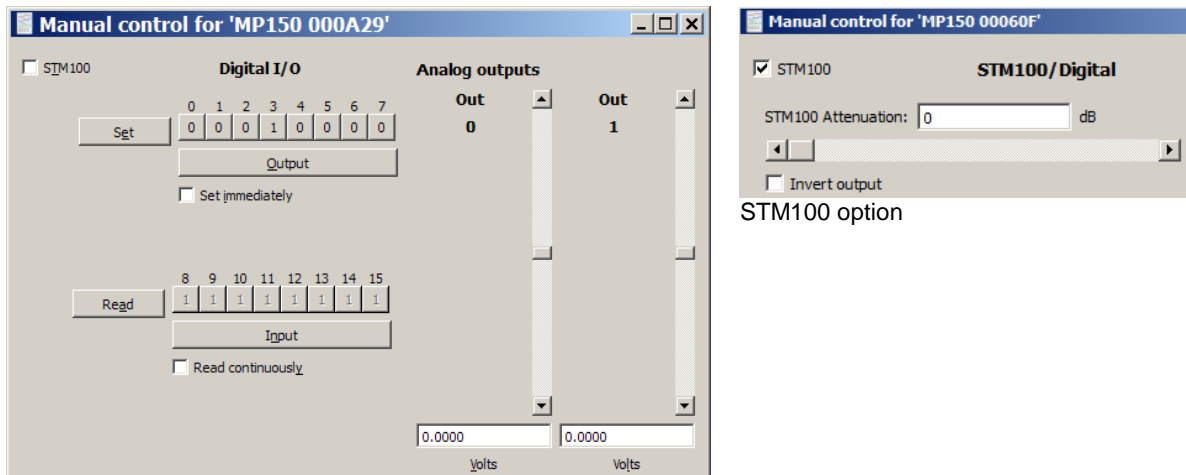 Manual control for 'MP150 000A29'
STM100
Digital I/O
Analog outputs
0 1 2 3 4 5 6 7
Set
0 0 0 1 0 0 0 0
Output
Set immediately
8 9 10 11 12 13 14 15
Read
1 1 1 1 1 1 1 1
Input
Read continuously
Out
0
0.0000
Volts
Out
1
0.0000
Volts
Manual control for 'MP150 00060F'
STM100
STM100/Digital
STM100 Attenuation: 0 dB
Invert output
STM100 option